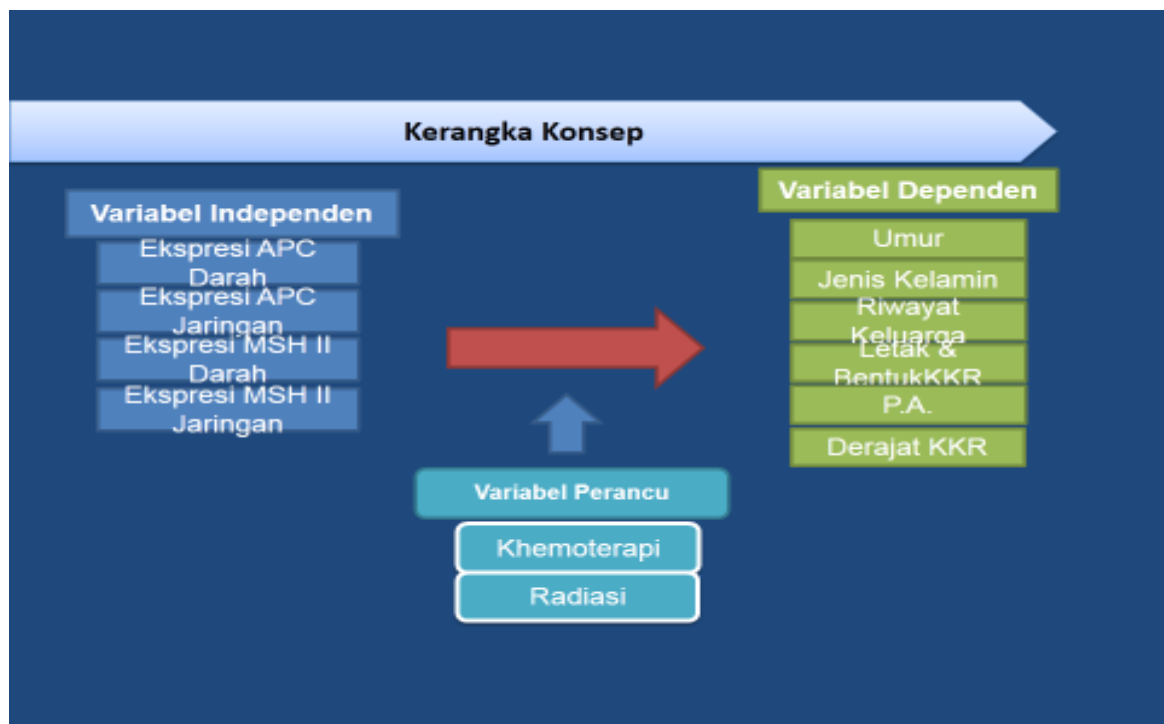 Kerangka Konsep
Variabel Independen
Ekspresi APC
Darah
Ekspresi APC
Jaringan
Ekspresi MSH II
Darah
Ekspresi MSH II
Jaringan
Variabel Dependen
Umur
Jenis Kelamin
Riwayat
Keluarga
Letak &
BentukKKR
P.A.
Derajat KKR
Variabel Perancu
Khemoterapi
Radiasi